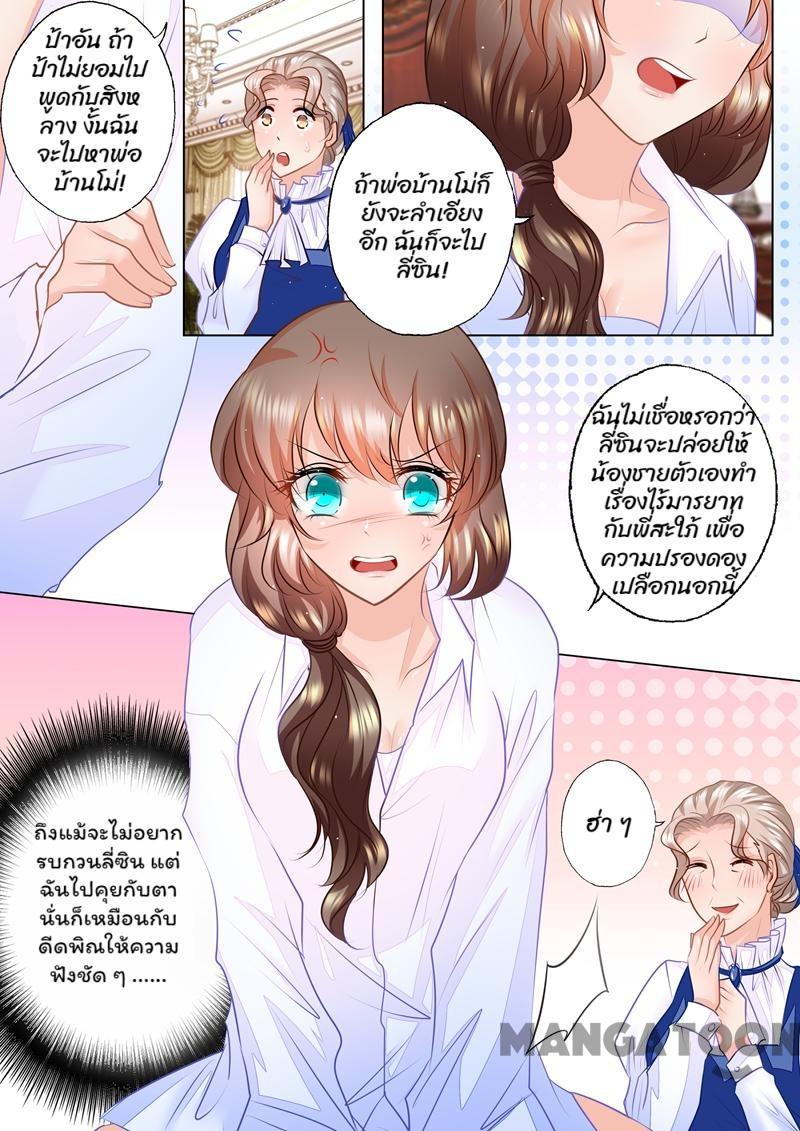 ป้าอัน ถ้า
ป้าไม่ยอมไป
พูดกับสิงห
ลาง งั้นฉัน
จะไปหาพ่อ
บ้านโม่!
ถ้าพ่อบ้านโม่ก็
ยังจะลำเอียง
อีก ฉันก็จะไป
ลี่ซิน!
ฉันไม่เชื่อหรอกว่า
ลี่ซินจะปล่อยให้
น้องชายตัวเองทำ
เรื่องไร้มารยาท
กับพี่สะใภ้ เพื่อ
ความปรองดอง
เปลือกนอกนี้
ถึงแม้จะไม่อยาก
รบกวนลี่ซิน แต่
ฉันไปคุยกับตา
นั่นก็เหมือนกับ
ดีดพิณให้ความ
ฟังชัด ๆ ......
ฮ่า ๆ
MANGATOON